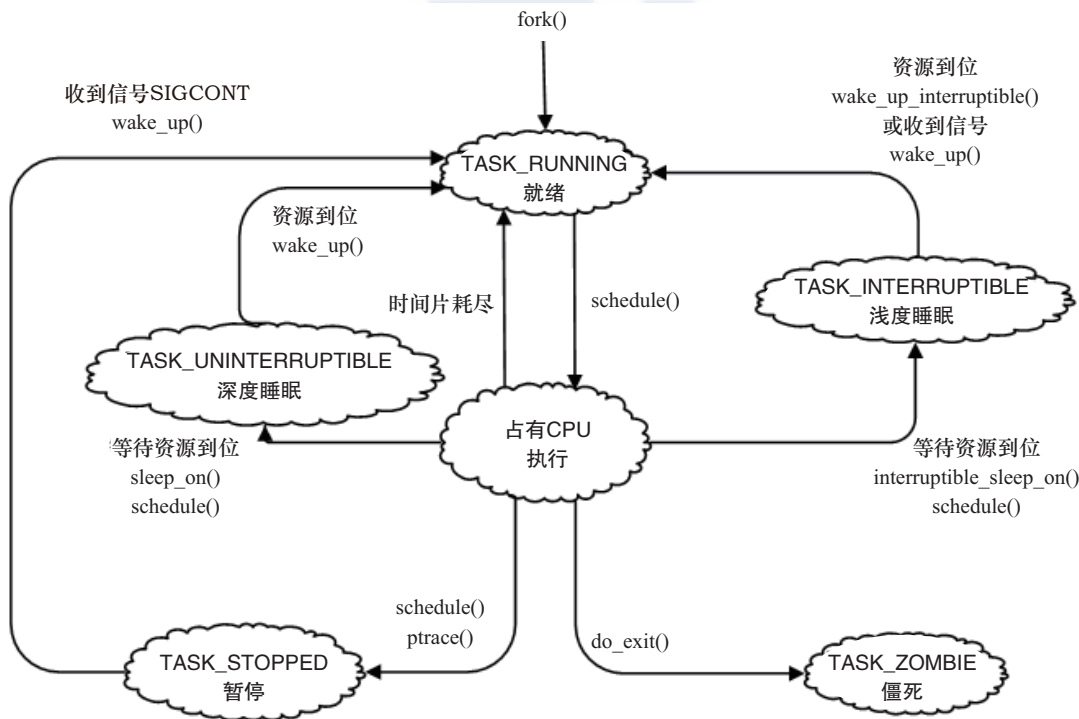 fork()
收到信号SIGCONT
wake_up()
资源到位
wake_up_interruptible()
或收到信号
wake_up()
TASK_RUNNING
就绪
资源到位
wake_up()
时间片耗尽
schedule()
TASK_INTERRUPTIBLE
浅度睡眠
TASK_UNINTERRUPTIBLE
深度睡眠
占有CPU
执行
等待资源到位
sleep_on()
schedule()
等待资源到位
interruptible_sleep_on()
schedule()
schedule()
ptrace()
do_exit()
TASK_STOPPED
暂停
TASK_ZOMBIE
僵死